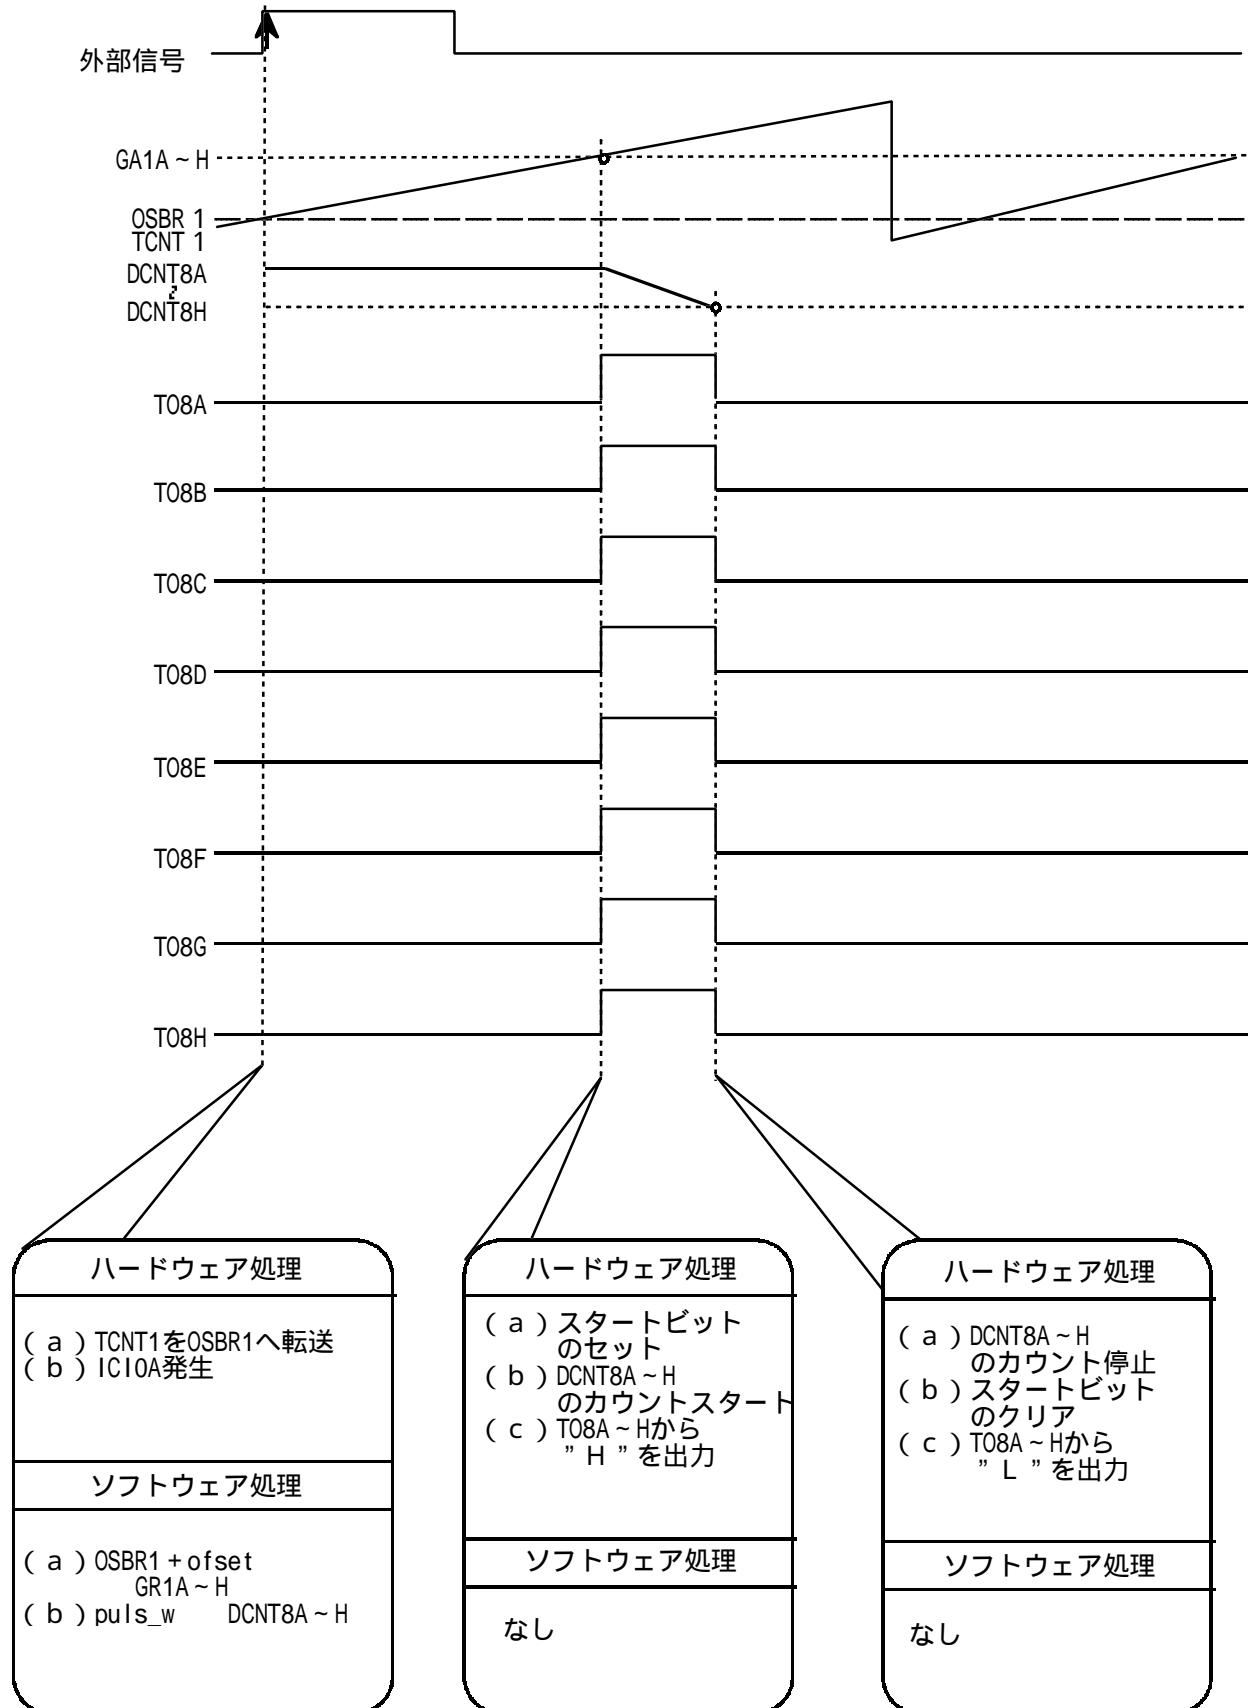 外部信号
GA1A ~ H
OSBR 1
TCNT 1
DCNT8A
~
DCNT8H
TO8A
TO8B
TO8C
TO8D
TO8E
TO8F
TO8G
TO8H
ハードウェア処理
(a) TCNT1をOSBR1へ転送
(b) ICI0A発生
ソフトウェア処理
(a) OSBR1 + ofset
GR1A ~ H
(b) puls_w DCNT8A ~ H
ハードウェア処理
(a) スタートビット
のセット
(b) DCNT8A ~ H
のカウントスタート
(c) TO8A ~ Hから
”H”を出力
ソフトウェア処理
なし
ハードウェア処理
(a) DCNT8A ~ H
のカウント停止
(b) スタートビット
のクリア
(c) TO8A ~ Hから
”L”を出力
ソフトウェア処理
なし